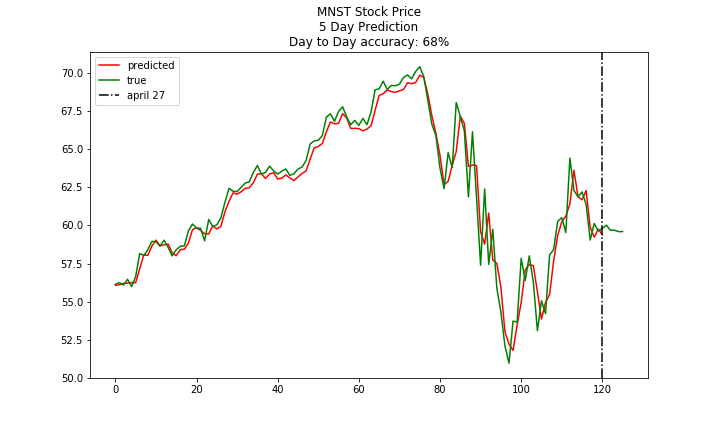 MNST Stock Price
5 Day Prediction
Day to Day accuracy: 68%
predicted
true
april 27
70.0
67.5
65.0
62.5
60.0
57.5
55.0
52.5
50.0
0 20 40 60 80 100 120